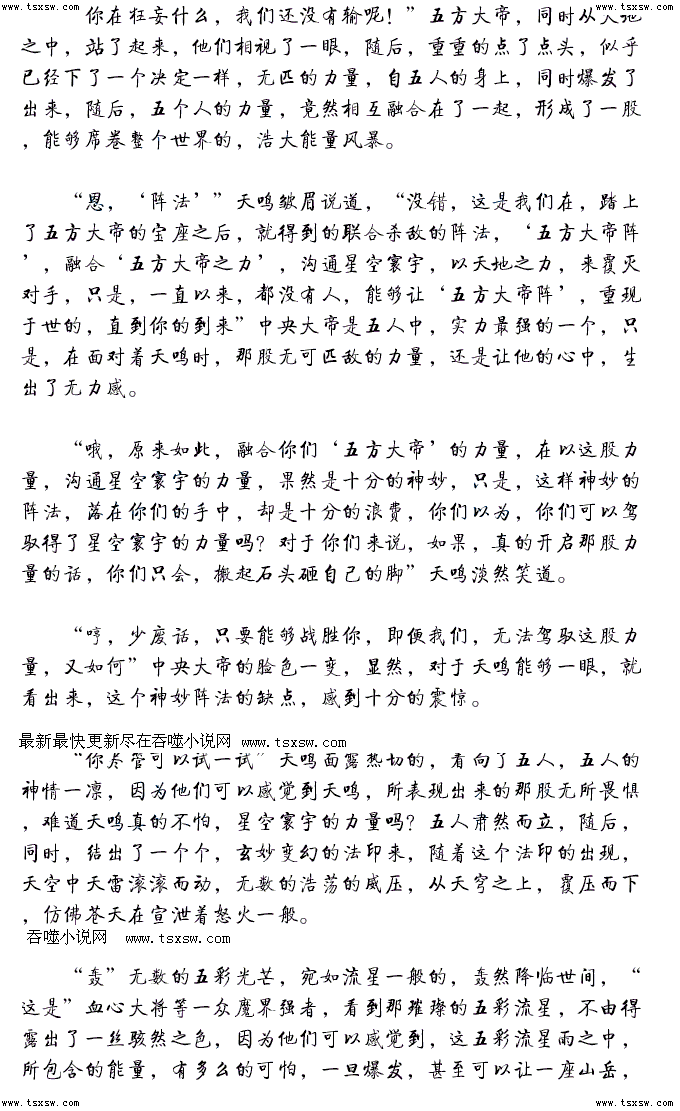 www.tsxsw.com www.tsxsw.com
你在狂妄什么，我们还没有输呢！”五方大帝，同时从天地
之中，站了起来，他们相视了一眼，随后，重重的点了点头，似乎
已经下了一个决定一样，无匹的力量，自五人的身上，同时爆发了
出来，随后，五个人的力量，竟然相互融合在了一起，形成了一股
，能够席卷整个世界的，浩大能量风暴。
“恩，‘阵法’”天鸣皱眉说道，“没错，这是我们在，踏上
了五方大帝的宝座之后，就得到的联合杀敌的阵法，‘五方大帝阵
’，融合‘五方大帝之力’，沟通星空寰宇，以天地之力，来覆灭
对手，只是，一直以来，都没有人，能够让‘五方大帝阵’，重现
于世的，直到你的到来”中央大帝是五人中，实力最强的一个，只
是，在面对着天鸣时，那股无可匹敌的力量，还是让他的心中，生
出了无力感。
“哦，原来如此，融合你们‘五方大帝’的力量，在以这股力
量，沟通星空寰宇的力量，果然是十分的神妙，只是，这样神妙的
阵法，落在你们的手中，却是十分的浪费，你们以为，你们可以驾
驭得了星空寰宇的力量吗？对于你们来说，如果，真的开启那股力
量的话，你们只会，搬起石头砸自己的脚”天鸣淡然笑道。
“哼，少废话，只要能够战胜你，即便我们，无法驾驭这股力
量，又如何”中央大帝的脸色一变，显然，对于天鸣能够一眼，就
看出来，这个神妙阵法的缺点，感到十分的震惊。
最新最快更新尽在吞噬小说网 www.tsxsw.com
“你尽管可以试一试”天鸣面露热切的，看向了五人，五人的
神情一凛，因为他们可以感觉到天鸣，所表现出来的那股无所畏惧
，难道天鸣真的不怕，星空寰宇的力量吗？五人肃然而立，随后，
同时，结出了一个个，玄妙变幻的法印来，随着这个法印的出现，
天空中天雷滚滚而动，无数的浩荡的威压，从天穹之上，覆压而下
，仿佛苍天在宣泄着怒火一般。
吞噬小说网 www.tsxsw.com
“轰”无数的五彩光芒，宛如流星一般的，轰然降临世间，“
这是”血心大将等一众魔界强者，看到那璀璨的五彩流星，不由得
露出了一丝骇然之色，因为他们可以感觉到，这五彩流星雨之中，
所包含的能量，有多么的可怕，一旦爆发，甚至可以让一座山岳，
www.tsxsw.com www.tsxsw.com